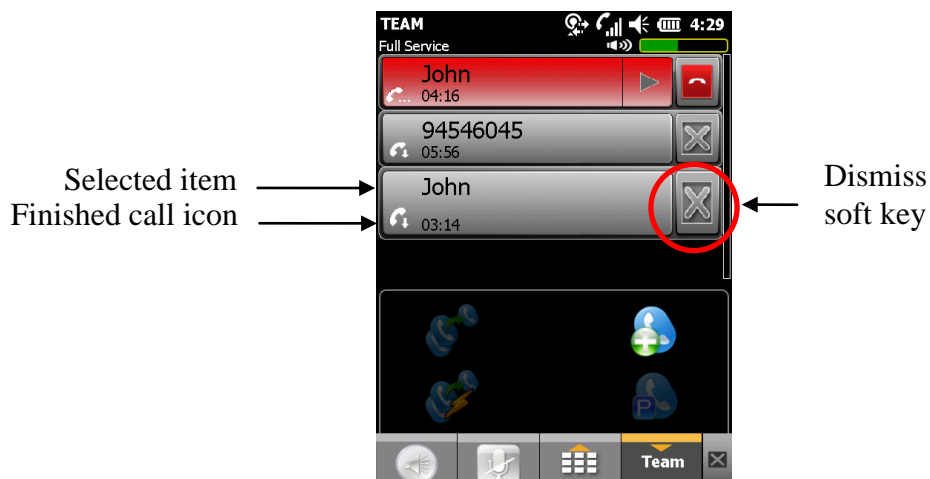 TEAM 4:29
Full Service
John
04:16
94546045
05:56
Selected item
Finished call icon
John
03:14
Dismiss
soft key
P
Team